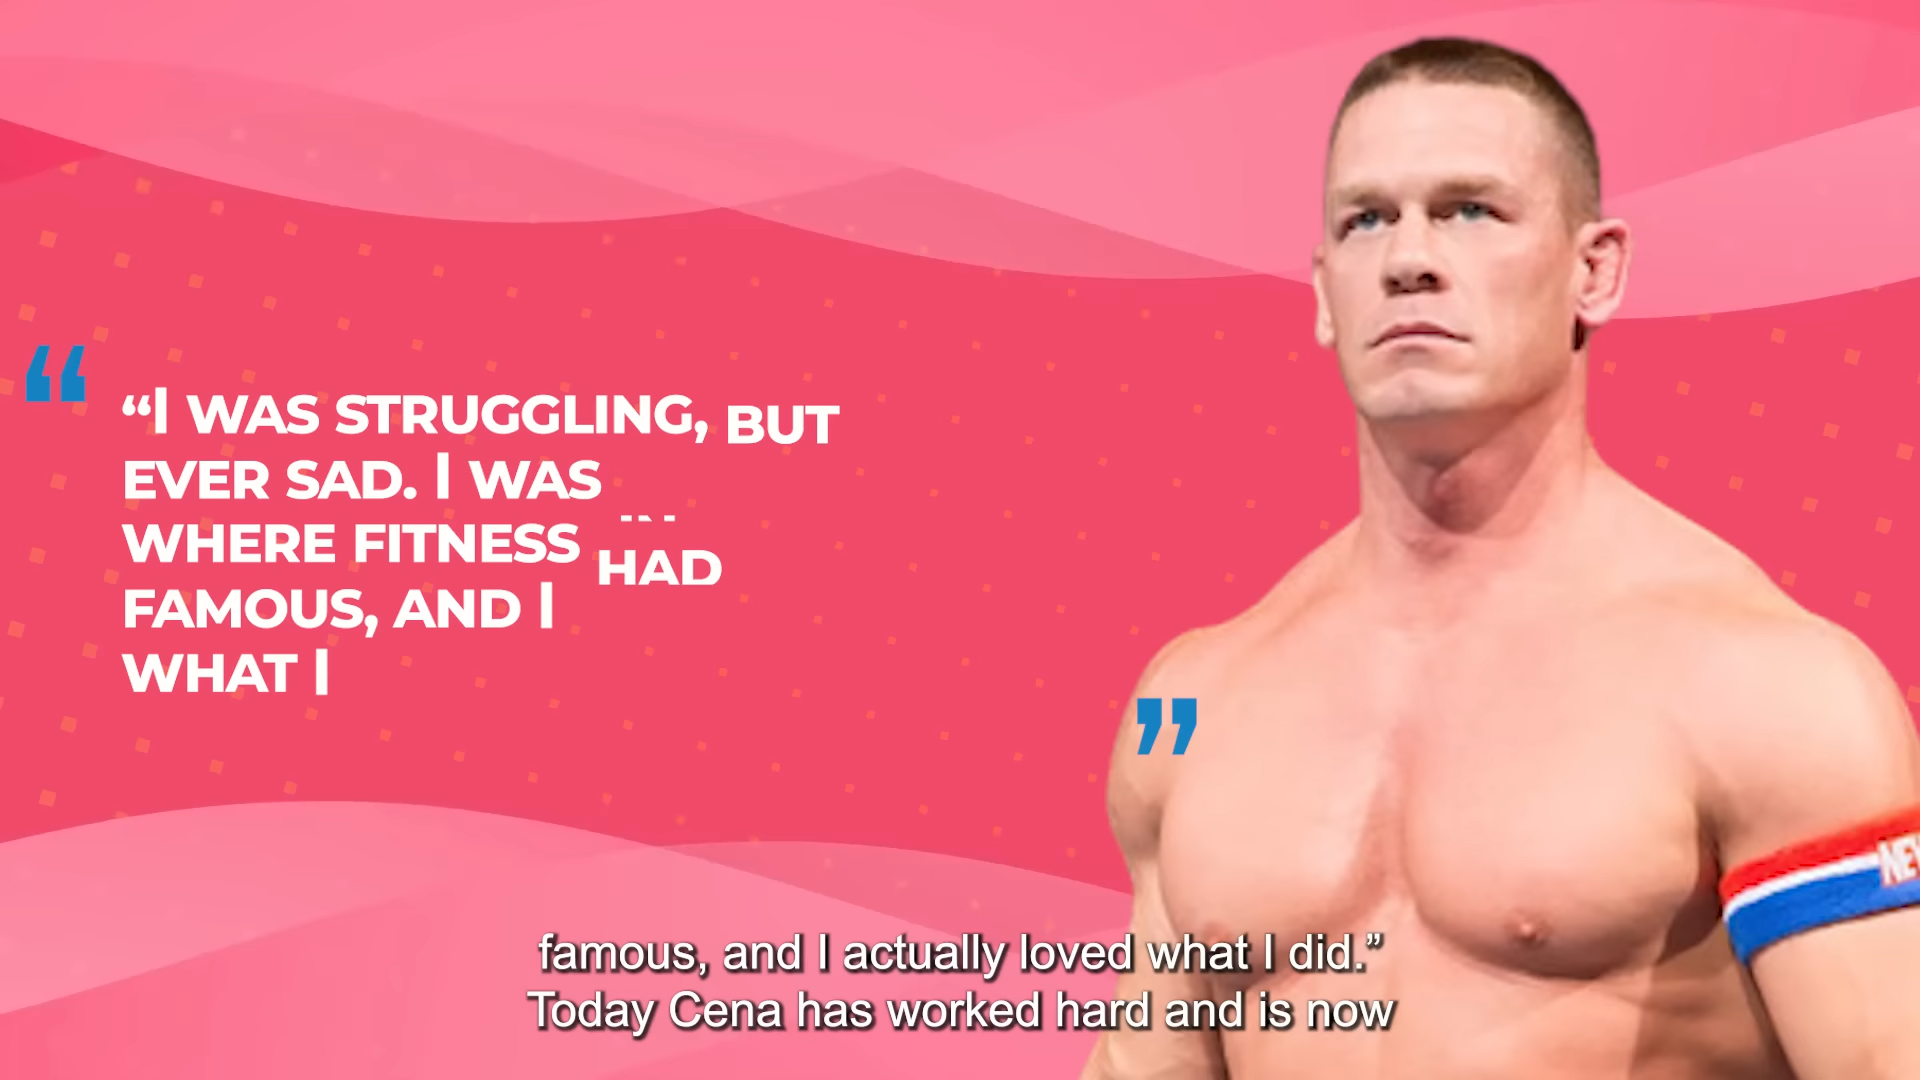 “I WAS STRUGGLING, BUT
EVER SAD. I WAS
WHERE FITNESS HAD
FAMOUS, AND I
WHAT I
famous, and I actually loved what I did.”
Today Cena has worked hard and is now